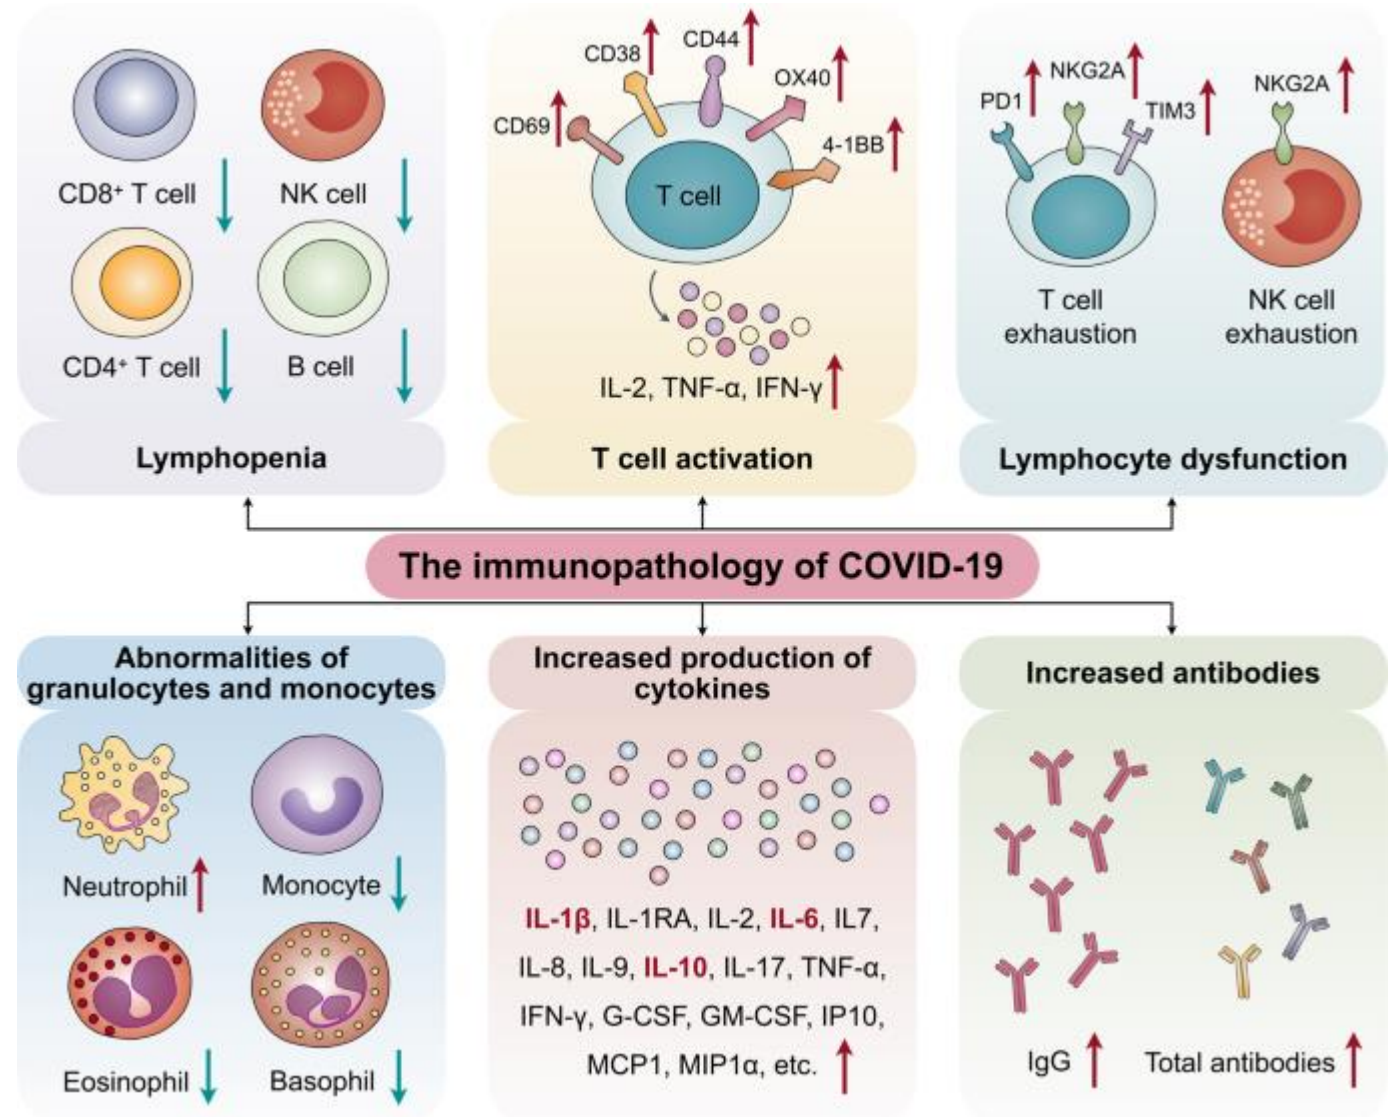 CD8⁺ T cell
NK cell
CD4⁺ T cell
B cell
Lymphopenia
CD69
CD38
CD44
OX40
4-1BB
T cell
IL-2, TNF-α, IFN-γ
T cell activation
PD1
NKG2A
TIM3
NKG2A
T cell
exhaustion
NK cell
exhaustion
Lymphocyte dysfunction
The immunopathology of COVID-19
Abnormalities of
granulocytes and monocytes
Neutrophil
Monocyte
Eosinophil
Basophil
Increased production of
cytokines
IL-1β, IL-1RA, IL-2, IL-6, IL7,
IL-8, IL-9, IL-10, IL-17, TNF-α,
IFN-γ, G-CSF, GM-CSF, IP10,
MCP1, MIP1α, etc.
Increased antibodies
IgG
Total antibodies